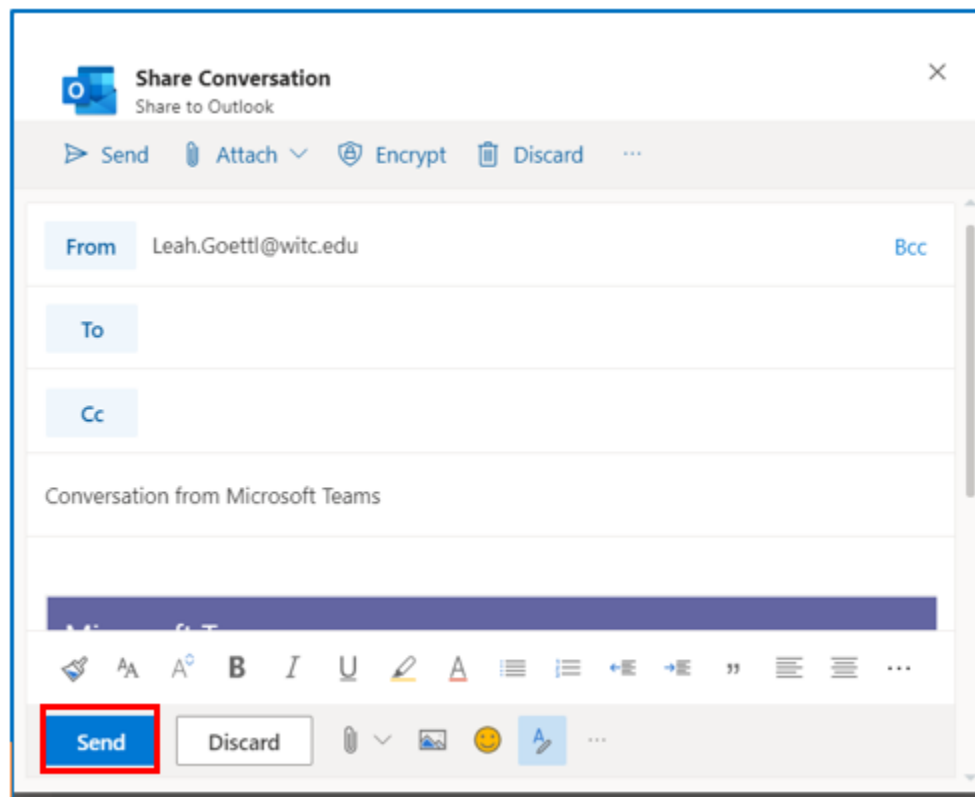 Share Conversation
Share to Outlook
Send Attach Encrypt Discard ...
From Leah.Goettl@witc.edu Bcc
To
Cc
Conversation from Microsoft Teams
B I U A
Send Discard